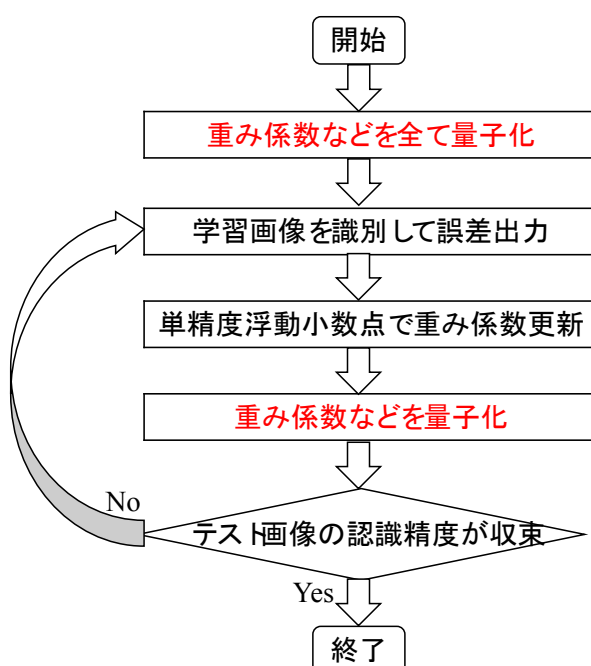 開始
重み係数などを全て量子化
学習画像を識別して誤差出力
単精度浮動小数点で重み係数更新
重み係数などを量子化
No
テスト画像の認識精度が収束
Yes
終了